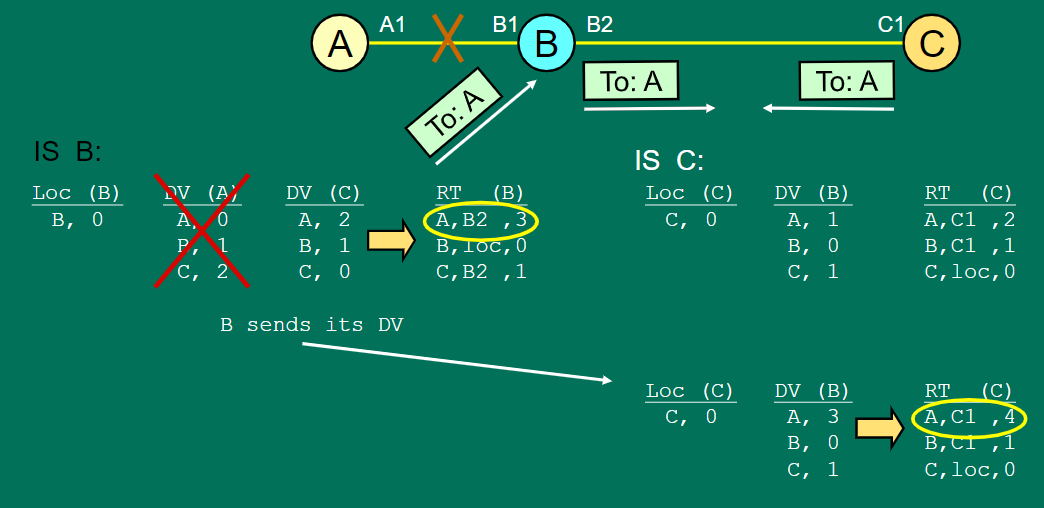 A A1 B1 B B2 C1 C
To: A To: A To: A
IS B:
Loc (B) DV (A) DV (C) RT (B)
B, 0 A, 0 A, 2 A,B2 ,3
B, 1 B, 1 B,loc,0
C, 2 C, 0 C,B2 ,1
IS C:
Loc (C) DV (B) RT (C)
C, 0 A, 1 A,C1 ,2
B, 0 B,C1 ,1
C, 1 C,loc,0
B sends its DV
Loc (C) DV (B) RT (C)
C, 0 A, 3 A,C1 ,4
B, 0 B,C1 ,1
C, 1 C,loc,0